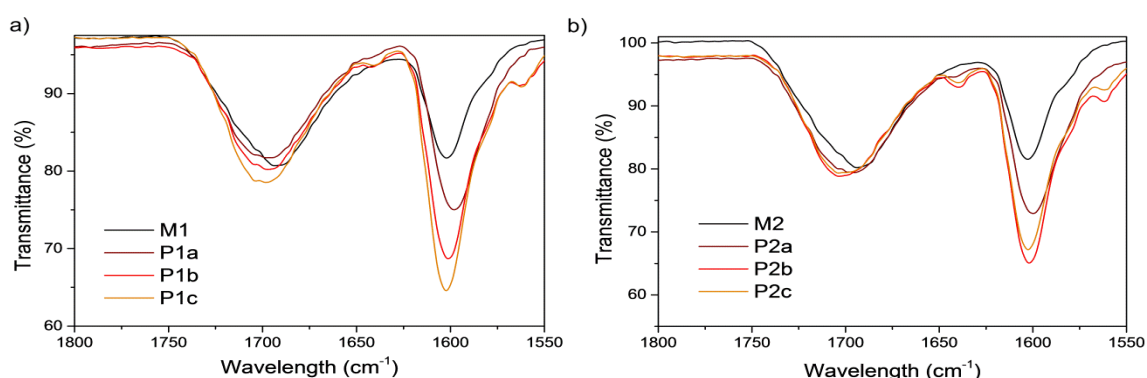 a)
Transmittance (%)
90
80
70
60
M1
P1a
P1b
P1c
1800
1750
1700
1650
1600
1550
Wavelength (cm⁻¹)
b)
Transmittance (%)
100
90
80
70
60
M2
P2a
P2b
P2c
1800
1750
1700
1650
1600
1550
Wavelength (cm⁻¹)